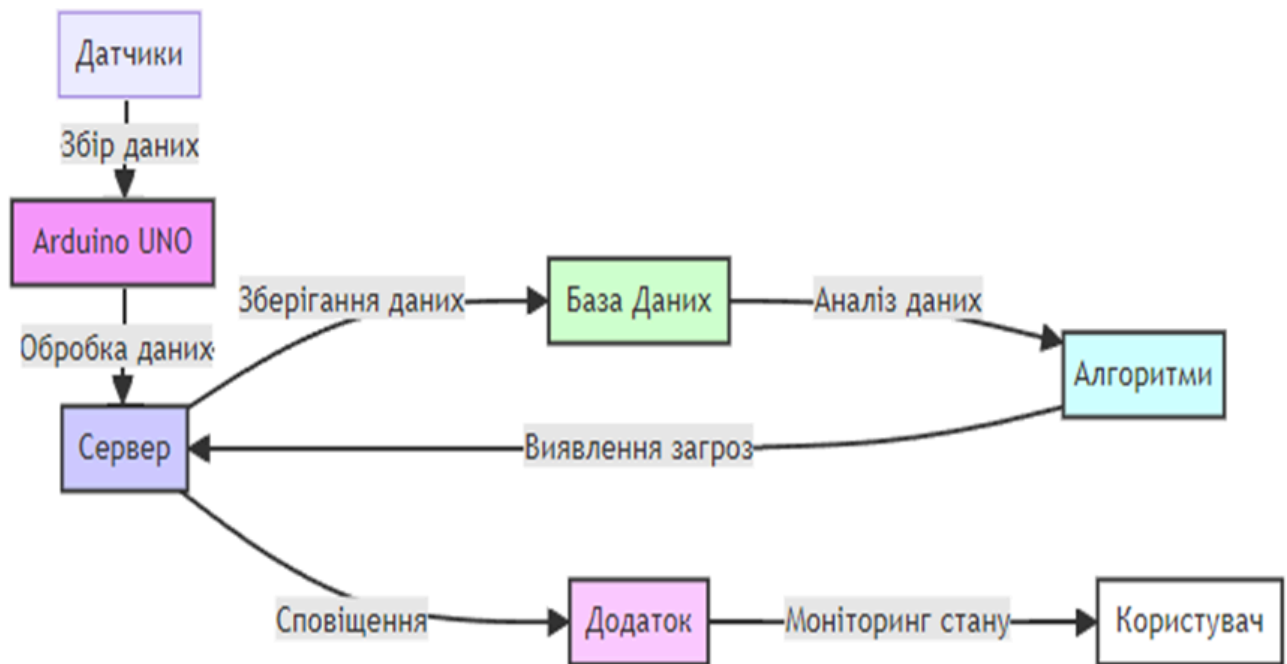 Датчики
Збір даних
Arduino UNO
Зберігання даних
База Даних
Аналіз даних
Обробка даних
Алгоритми
Сервер
Виявлення загроз
Сповіщення
Додаток
Моніторинг стану
Користувач